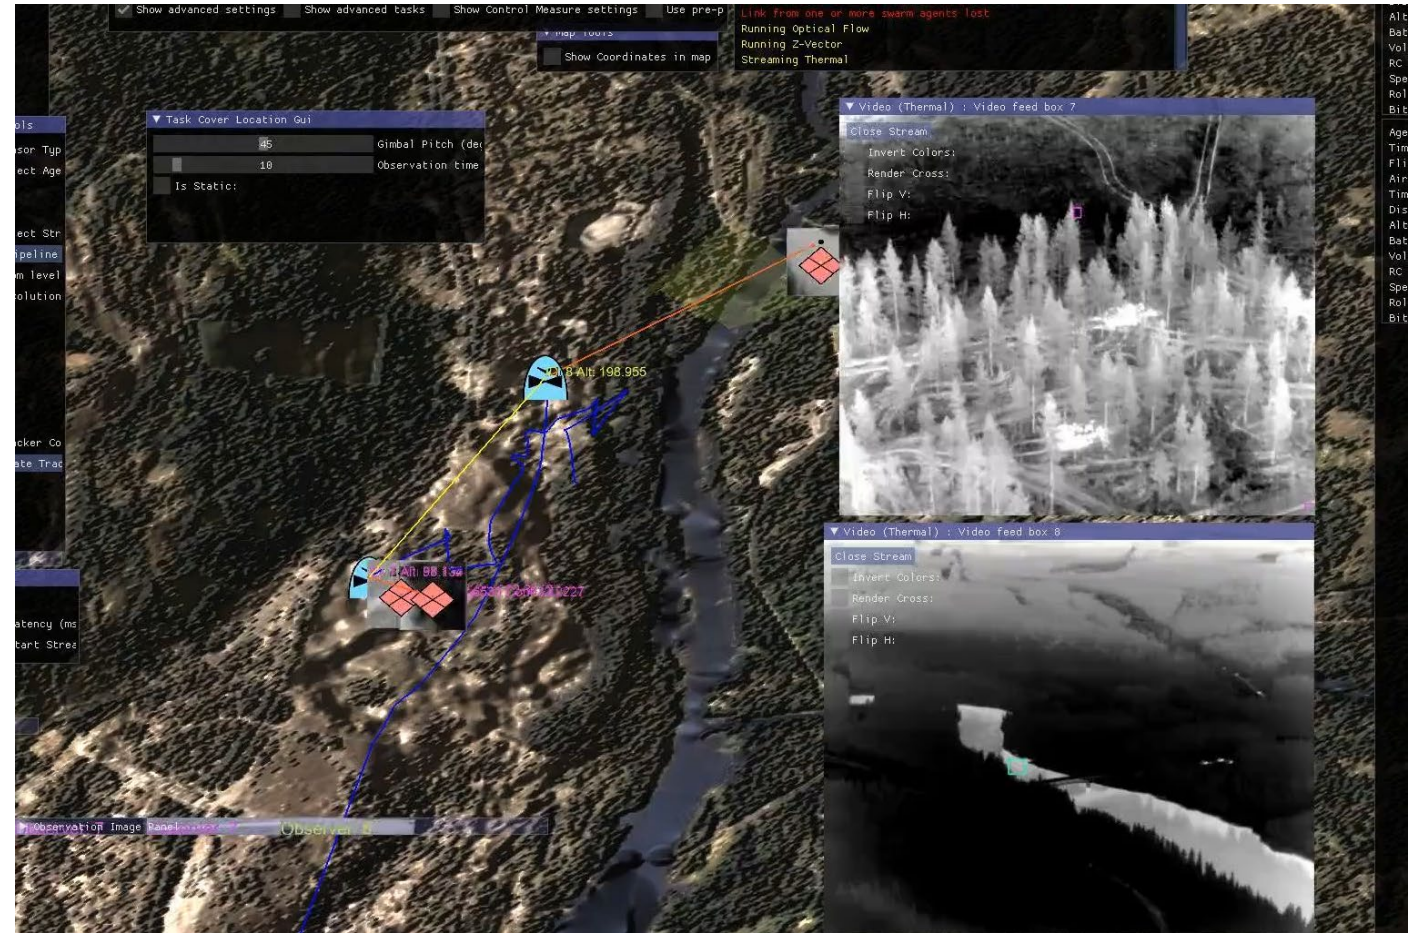 Show advanced settings
Show advanced tasks
Show Control Measure settings
Use pre-p
Link from one or more swarm agents lost
Running Optical Flow
Running Z-Vector
Streaming Thermal
Map Tools
Show Coordinates in map
Task Cover Location Gui
45
Gimbal Pitch (dec
10
Observation time
Is Static:
ols
sor Typ
ect Age
ect Str
ipeline
m level
olution
acker Co
ate Trac
atency (ms
tart Strea
Video (Thermal) : Video feed box 7
Close Stream
Invert Colors:
Render Cross:
Flip V:
Flip H:
8 Alt: 198.955
Video (Thermal) : Video feed box 8
Close Stream
Invert Colors:
Render Cross:
Flip V:
Flip H:
Observation Image Panel
Alt
Bat
Vol
RC
Spe
Rol
Bit
Age
Tim
Fli
Air
Tim
Dis
Alt
Bat
Vol
RC
Spe
Rol
Bit